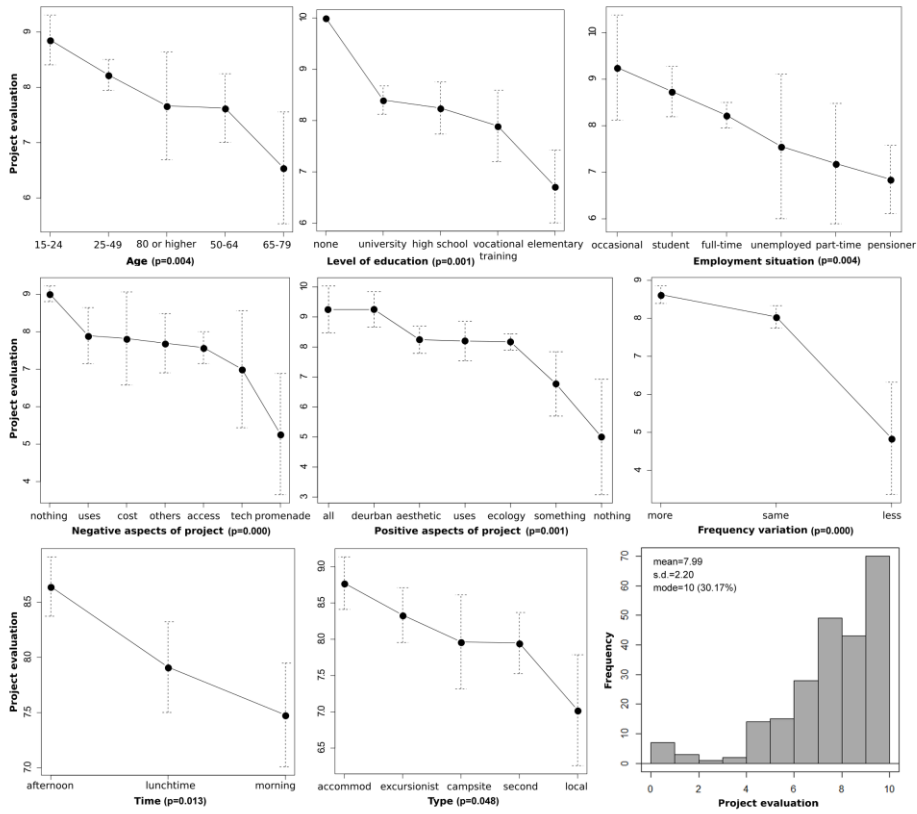 Project evaluation
9
8
7
6
15-24 25-49 80 or higher 50-64 65-79
Age (p=0.004)
10
9
8
7
6
none university high school vocational training elementary
Level of education (p=0.001)
10
9
8
7
6
occasional student full-time unemployed part-time pensioner
Employment situation (p=0.004)
Project evaluation
9
8
7
6
5
4
nothing uses cost others access tech promenade
Negative aspects of project (p=0.000)
10
9
8
7
6
5
4
3
all deurban aesthetic uses ecology something nothing
Positive aspects of project (p=0.001)
9
8
7
6
5
4
more same less
Frequency variation (p=0.000)
Project evaluation
8.5
8.0
7.5
7.0
afternoon lunchtime morning
Time (p=0.013)
9.0
8.5
8.0
7.5
7.0
6.5
accommod excursionist campsite second local
Type (p=0.048)
mean=7.99
s.d.=2.20
mode=10 (30.17%)
Frequency
70
60
50
40
30
20
10
0
0 2 4 6 8 10
Project evaluation